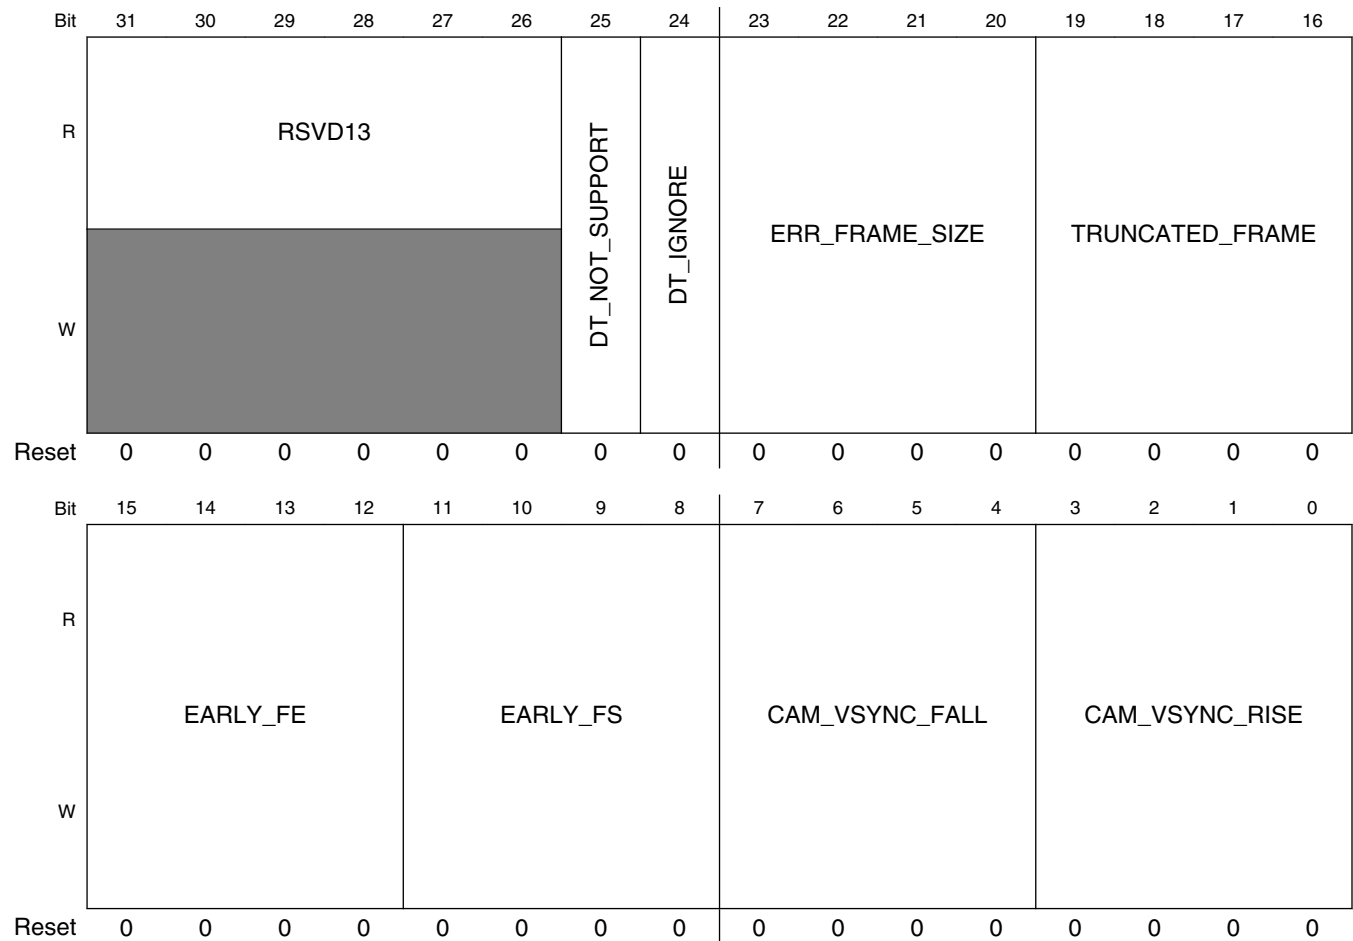 Bit 31 30 29 28 27 26 25 24 23 22 21 20 19 18 17 16
R
RSVD13
DT_NOT_SUPPORT
DT_IGNORE
ERR_FRAME_SIZE TRUNCATED_FRAME
W
Reset 0 0 0 0 0 0 0 0 0 0 0 0 0 0 0 0
Bit 15 14 13 12 11 10 9 8 7 6 5 4 3 2 1 0
R
EARLY_FE EARLY_FS CAM_VSYNC_FALL CAM_VSYNC_RISE
W
Reset 0 0 0 0 0 0 0 0 0 0 0 0 0 0 0 0